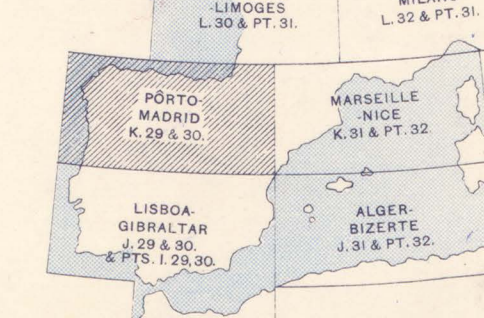 -LIMOGES
L.30 & PT.31.
L.32 & PT.31.
PÔRTO-
MADRID
K.29 & 30.
MARSEILLE
-NICE
K.31 & PT.32
LISBOA-
GIBRALTAR
J.29 & 30.
& PTS. I.29,30.
ALGER-
BIZERTE
J.31 & PT.32.